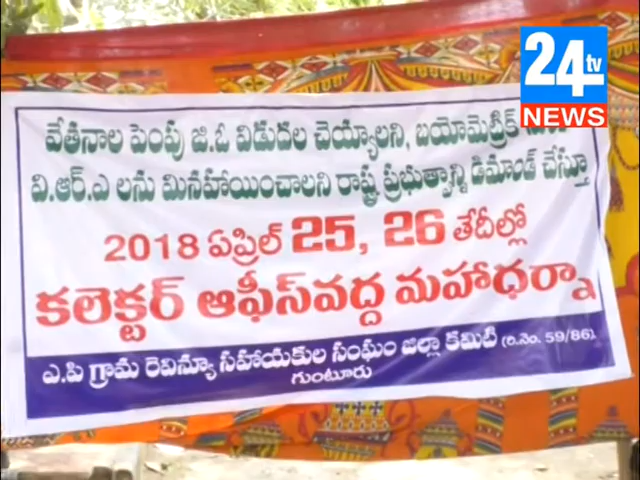 24tv
NEWS
వేతనాల పెంపు జి.ఓ విడుదల చెయ్యాలని, బయోమెట్రిక్
వి.ఆర్.ఎ లను మినహాయించాలని రాష్ట్ర ప్రభుత్వాన్ని డిమాండ్ చేస్తూ
2018 ఏప్రిల్ 25, 26 తేదీల్లో
కలెక్టర్ ఆఫీస్‌వద్ద మహాధర్నా
ఎ.పి గ్రామ రెవిన్యూ సహాయకుల సంఘం జిల్లా కమిటి (రి.నెం. 59/86)
గుంటూరు